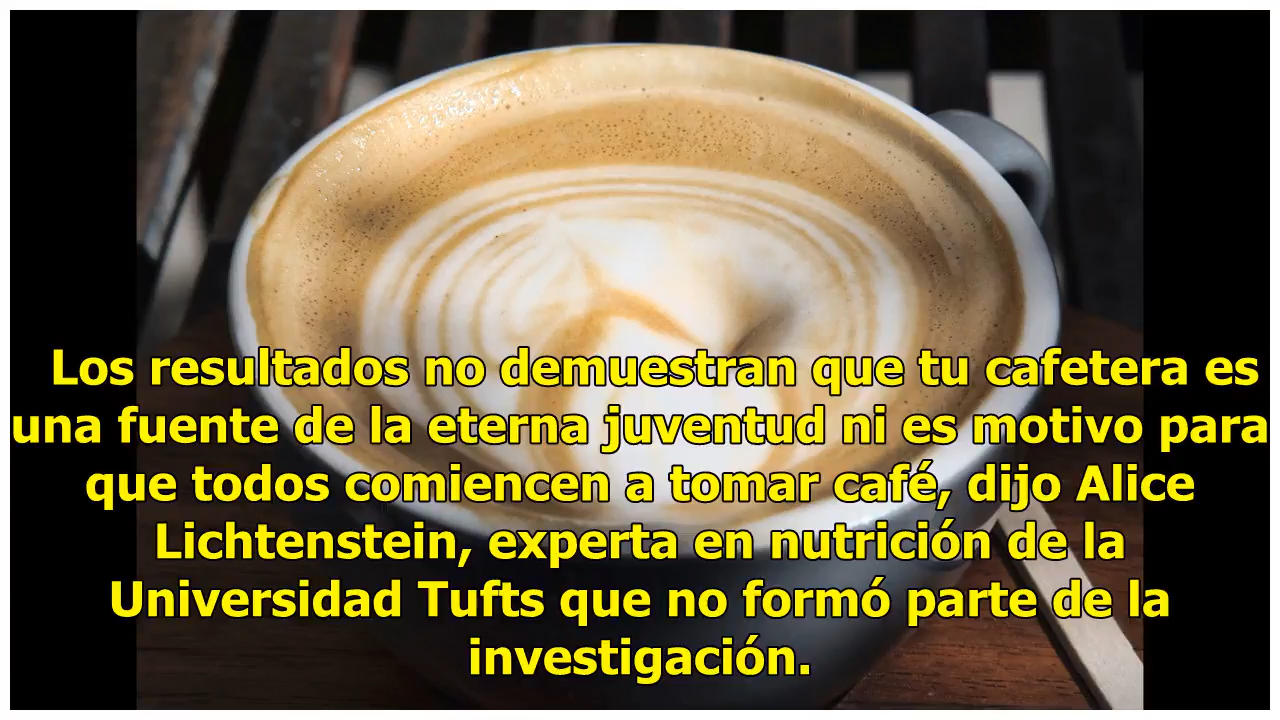 Los resultados no demuestran que tu cafetera es
una fuente de la eterna juventud ni es motivo para
que todos comiencen a tomar café, dijo Alice
Lichtenstein, experta en nutrición de la
Universidad Tufts que no formó parte de la
investigación.